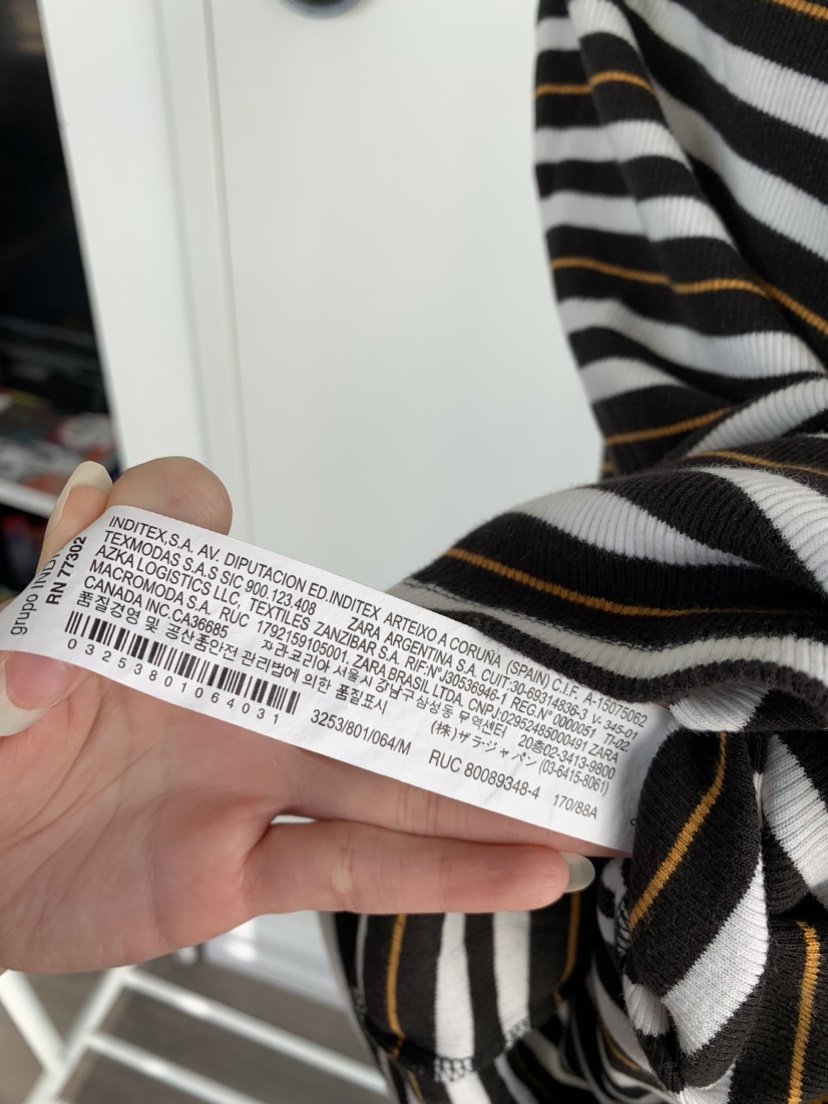 grupo INDI
RN 77302
INDITEX.S.A. AV. DIPUTACION ED.INDITEX ARTEIXO A CORUNA (SPAIN) C.I.F. A-15075062
TEXMODAS S.A.S SIC 900.123.408 ZARA ARGENTINA S.A. CUIT:30-69314836-3 V-345-01
AZKA LOGISTICS LLC, TEXTILES ZANZIBAR S.A. RIF:NºJ30536946-1 REG.Nº 0000051 TI-02.
MACROMODA S.A. RUC 1792159105001. ZARA BRASIL LTDA. CNPJ:02952485000491 ZARA
CANADA INC.CA36685 자라코리아 서울시 강남구 삼성동 무역센터 20층02-3413-9800
품질경영 및 공산품안전 관리법에 의한 품질표시 (株)ザラ・ジャパン (03-6415-8061)
03253801064031
3253/801/064/M RUC 80089348-4 170/88A